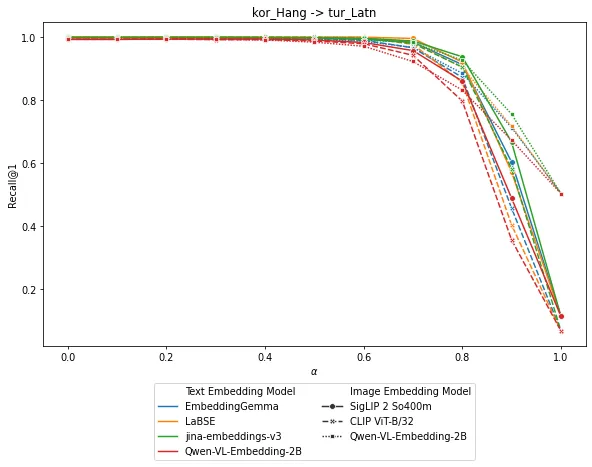 kor_Hang -> tur_Latn
1.0
0.8
0.6
0.4
0.2
Recall@1
0.0
0.2
0.4
0.6
0.8
1.0
α
Text Embedding Model
EmbeddingGemma
LaBSE
jina-embeddings-v3
Qwen-VL-Embedding-2B
Image Embedding Model
SigLIP 2 So400m
CLIP ViT-B/32
Qwen-VL-Embedding-2B